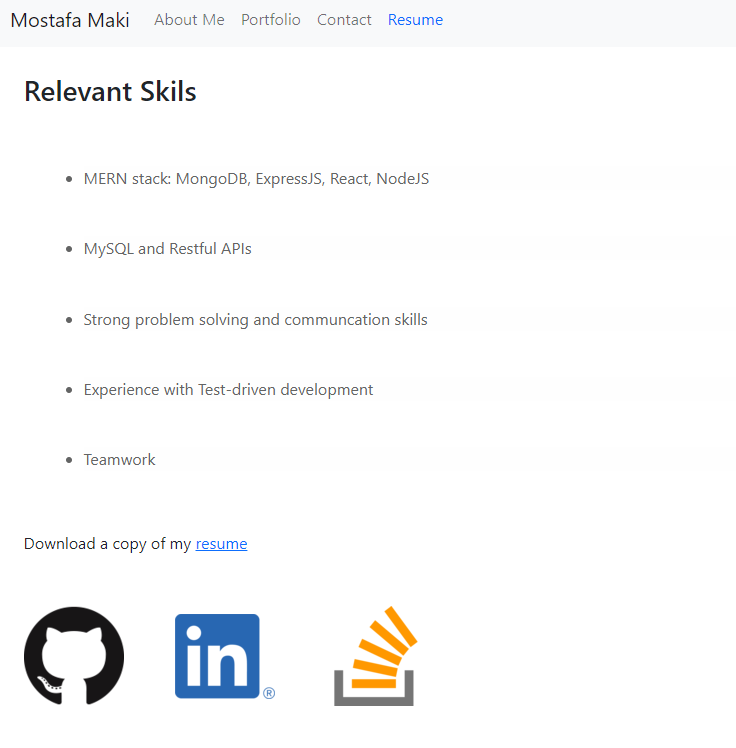 Mostafa Maki About Me Portfolio Contact Resume
Relevant Skils
MERN stack: MongoDB, ExpressJS, React, NodeJS
MySQL and Restful APIs
Strong problem solving and communcation skills
Experience with Test-driven development
Teamwork
Download a copy of my resume
in ®